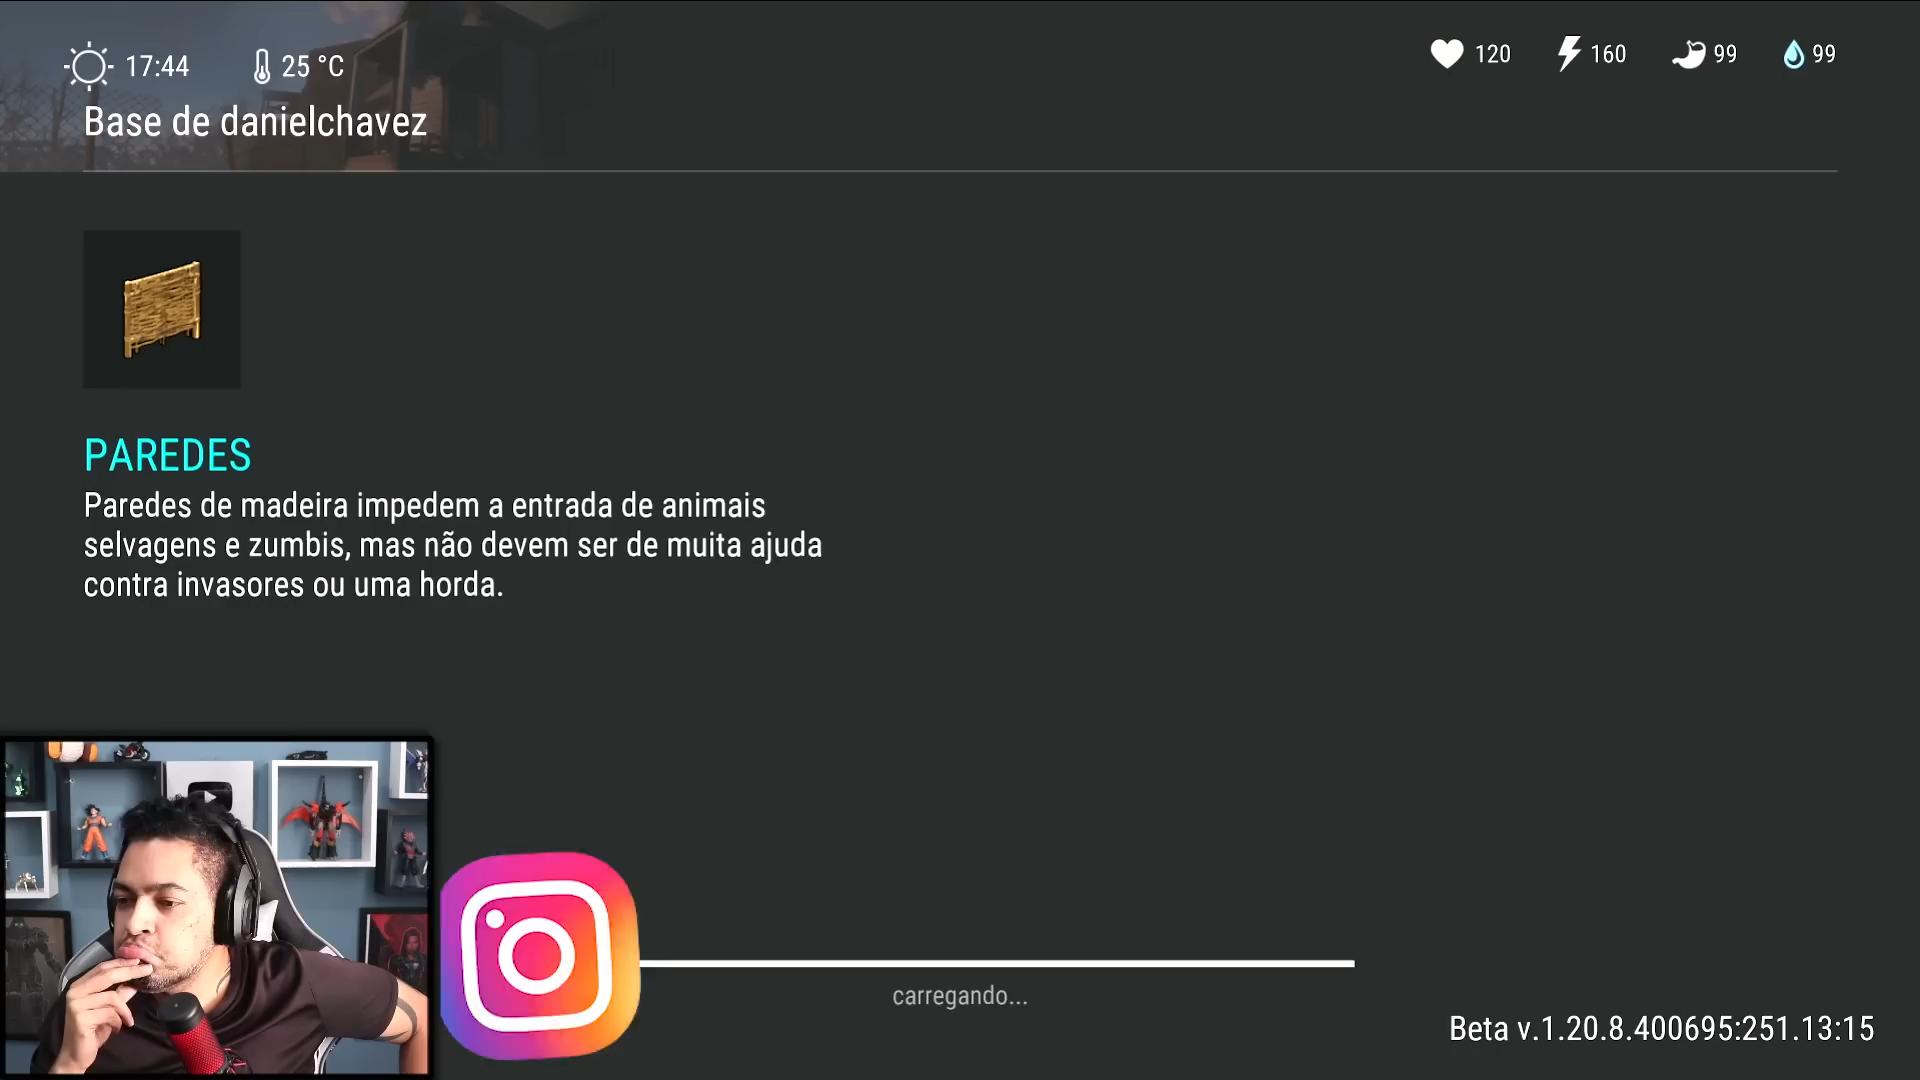 17:44
25 °C
120
160
99
99
Base de danielchavez
PAREDES
Paredes de madeira impedem a entrada de animais
selvagens e zumbis, mas não devem ser de muita ajuda
contra invasores ou uma horda.
carregando...
Beta v.1.20.8.400695:251.13:15